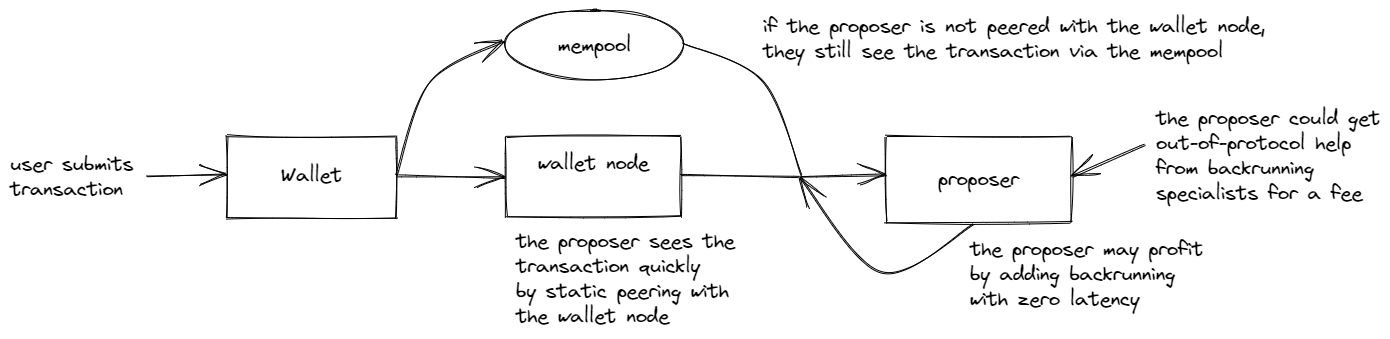 mempool
if the proposer is not peered with the wallet node,
they still see the transaction via the mempool
user submits
transaction
Wallet
wallet node
proposer
the proposer could get
out-of-protocol help
from backrunning
specialists for a fee
the proposer sees the
transaction quickly
by static peering with
the wallet node
the proposer may profit
by adding backrunning
with zero latency